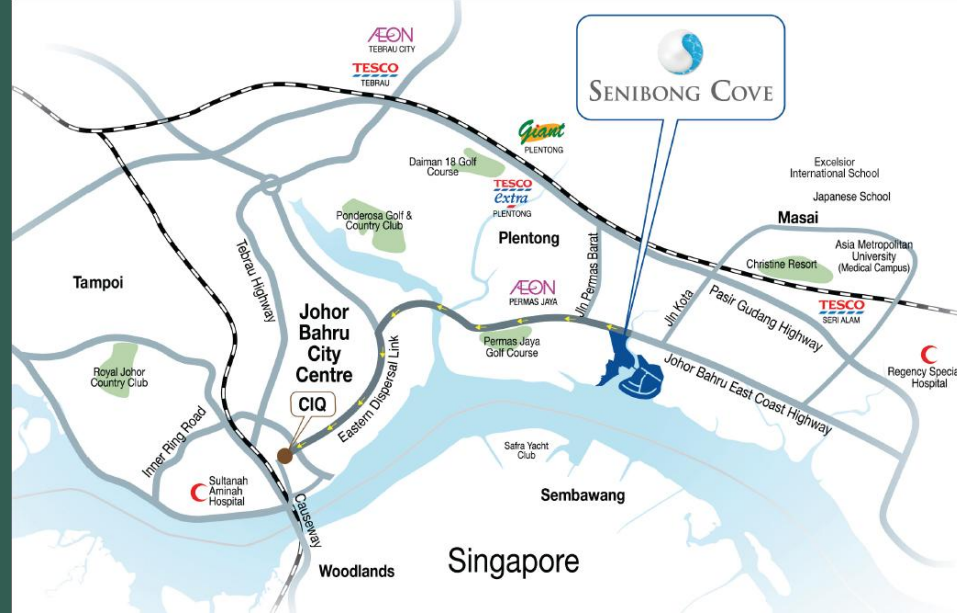 ÆON
TEBRAU CITY
TESCO
TEBRAU
SENIBONG COVE
Giant
PLENTONG
Daiman 18 Golf
Course
TESCO
extra
PLENTONG
Excelsior
International School
Japanese School
Masai
Ponderosa Golf &
Country Club
Plentong
Asia Metropolitan
University
(Medical Campus)
Christine Resort
Tebrau Highway
Tampoi
ÆON
PERMAS JAYA
Jln Permas Barat
Jln Kota
Pasir Gudang Highway
TESCO
SERI ALAM
Johor
Bahru
City
Centre
Eastern Dispersal Link
Permas Jaya
Golf Course
Johor Bahru East Coast Highway
Regency Special
Hospital
Royal Johor
Country Club
CIQ
Inner Ring Road
Safra Yacht
Club
Sultanah
Aminah
Hospital
Sembawang
Causeway
Woodlands
Singapore